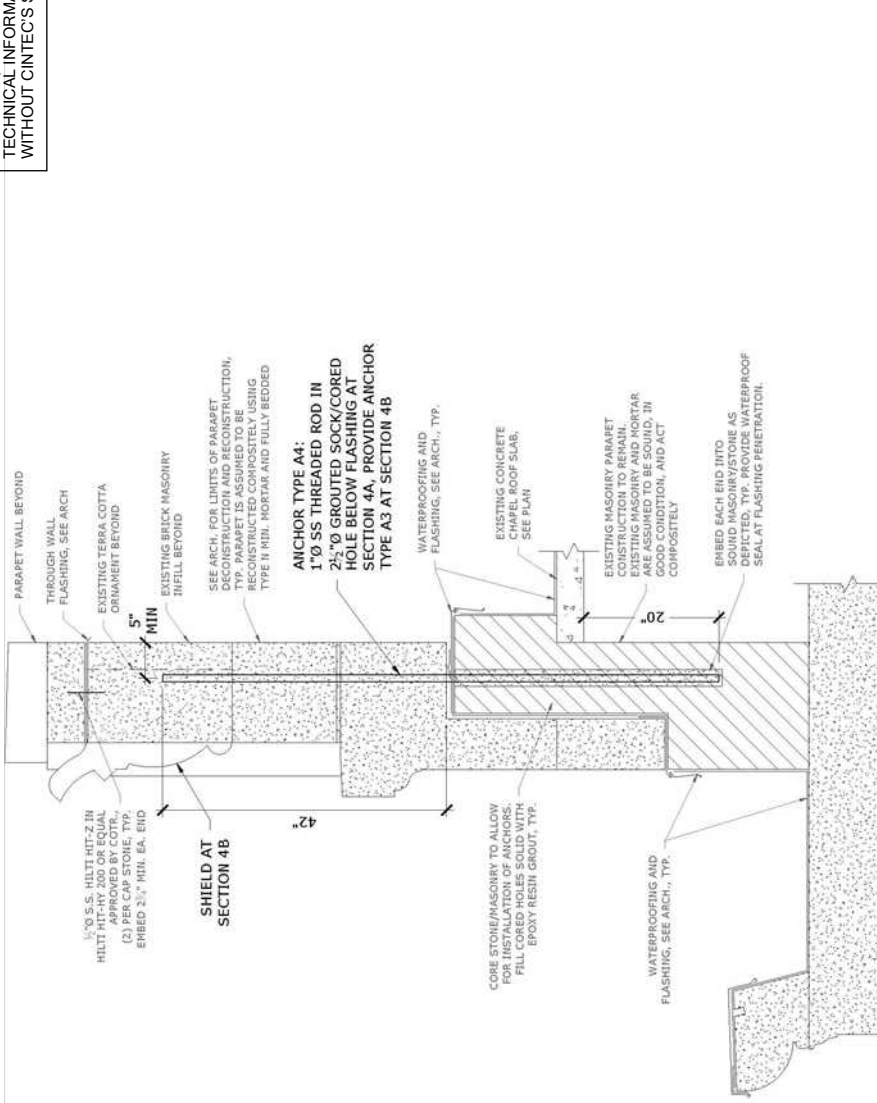 TECHNICAL INFORMA
WITHOUT CINTEC'S S
PARAPET WALL BEYOND
THROUGH WALL
FLASHING, SEE ARCH
EXISTING TERRA COTTA
ORNAMENT BEYOND
5"
MIN
EXISTING BRICK MASONRY
INFILL BEYOND
SEE ARCH. FOR LIMITS OF PARAPET
DECONSTRUCTION AND RECONSTRUCTION,
TYP. PARAPET IS ASSUMED TO BE
RECONSTRUCTED COMPOSITELY USING
TYPE N MIN. MORTAR AND FULLY BEDDED
ANCHOR TYPE A4:
1"Ø SS THREADED ROD IN
2½"Ø GROUTED SOCK/CORED
HOLE BELOW FLASHING AT
SECTION 4A, PROVIDE ANCHOR
TYPE A3 AT SECTION 4B
WATERPROOFING AND
FLASHING, SEE ARCH., TYP.
EXISTING CONCRETE
CHAPEL ROOF SLAB,
SEE PLAN
EXISTING MASONRY PARAPET
CONSTRUCTION TO REMAIN.
EXISTING MASONRY AND MORTAR
ARE ASSUMED TO BE SOUND, IN
GOOD CONDITION, AND ACT
COMPOSITELY
20"
EMBED EACH END INTO
SOUND MASONRY/STONE AS
DEPICTED, TYP. PROVIDE WATERPROOF
SEAL AT FLASHING PENETRATION.
½"Ø S.S. HILTI HIT-Z IN
HILTI HIT-HY 200 OR EQUAL
APPROVED BY COTR.,
(2) PER CAP STONE, TYP.
EMBED MIN. EA. END
42"
SHIELD AT
SECTION 4B
CORE STONE/MASONRY TO ALLOW
FOR INSTALLATION OF ANCHORS.
FILL CORED HOLES SOLID WITH
EPOXY RESIN GROUT, TYP.
WATERPROOFING AND
FLASHING, SEE ARCH., TYP.